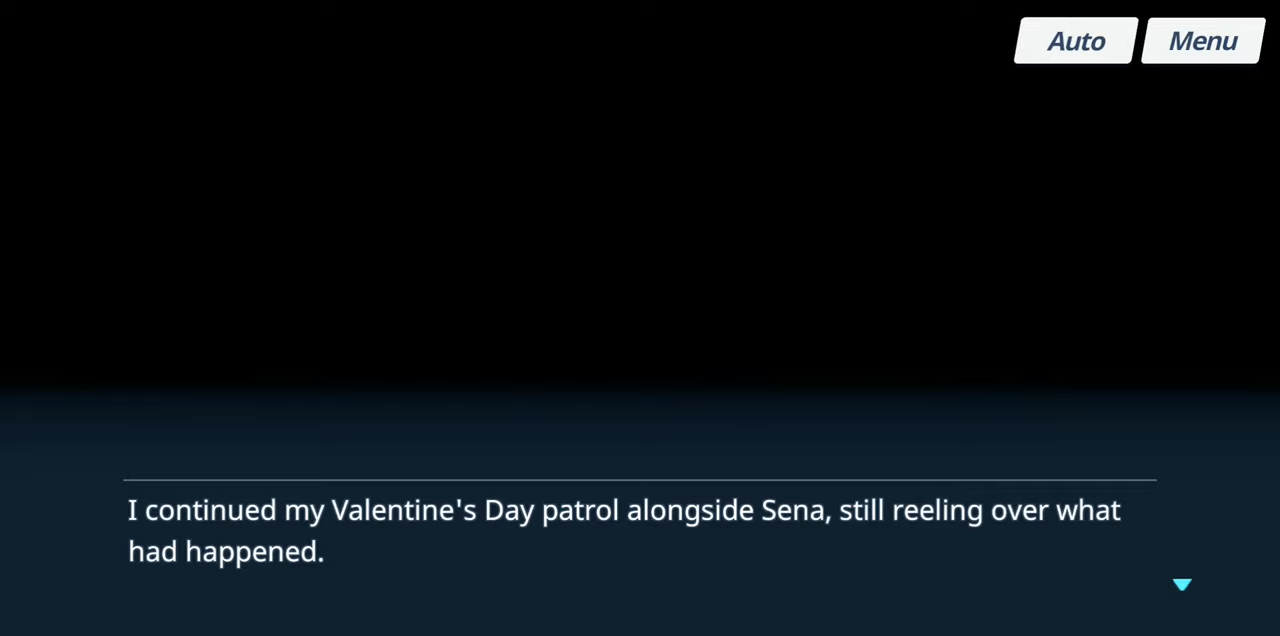 Auto Menu
I continued my Valentine's Day patrol alongside Sena, still reeling over what
had happened.